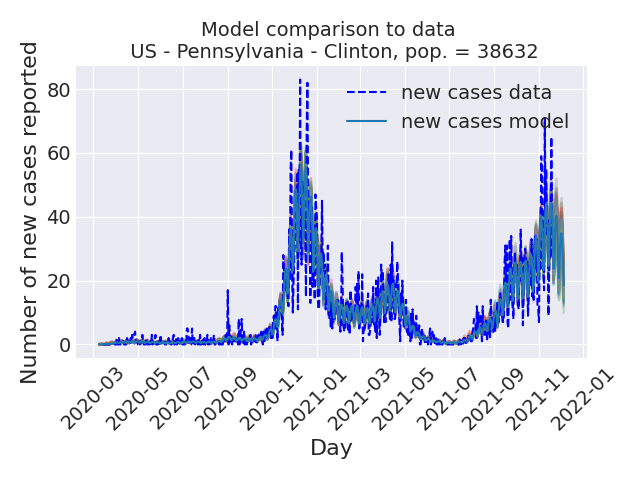 Model comparison to data
US - Pennsylvania - Clinton, pop. = 38632
Number of new cases reported
80
60
40
20
0
new cases data
new cases model
2020-03
2020-05
2020-07
2020-09
2020-11
2021-01
2021-03
2021-05
2021-07
2021-09
2021-11
2022-01
Day